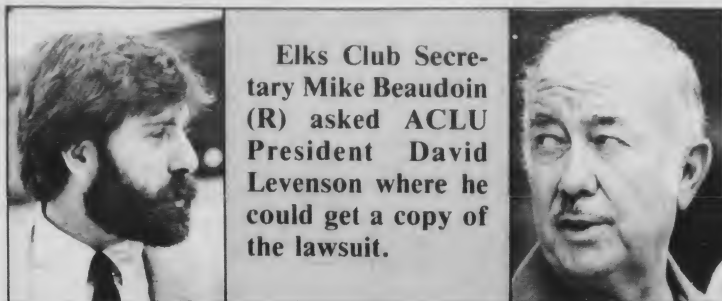 Elks Club Secre-
tary Mike Beaudoin
(R) asked ACLU
President David
Levenson where he
could get a copy of
the lawsuit.